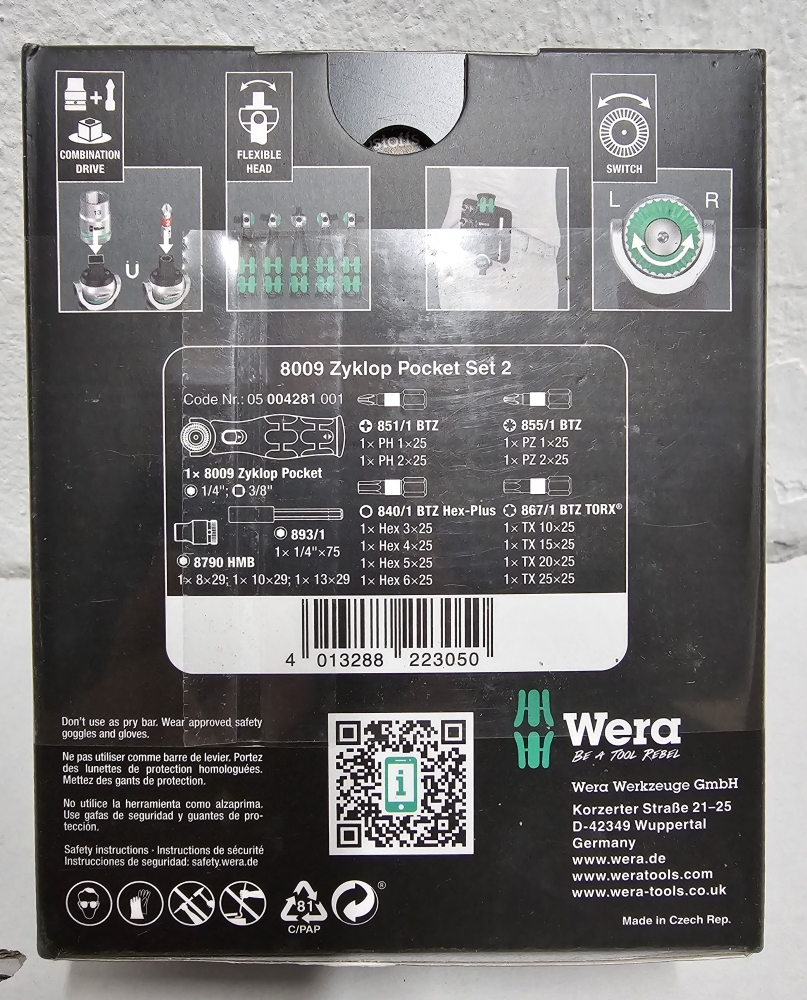 COMBINATION
DRIVE
FLEXIBLE
HEAD
SWITCH
L R
13
8009 Zyklop Pocket Set 2
Code Nr.: 05 004281 001
1× 8009 Zyklop Pocket
1/4"; 3/8"
893/1
1× 1/4"×75
8790 HMB
1× 8×29; 1× 10×29; 1× 13×29
851/1 BTZ
1× PH 1×25
1× PH 2×25
855/1 BTZ
1× PZ 1×25
1× PZ 2×25
840/1 BTZ Hex-Plus
1× Hex 3×25
1× Hex 4×25
1× Hex 5×25
1× Hex 6×25
867/1 BTZ TORX®
1× TX 10×25
1× TX 15×25
1× TX 20×25
1× TX 25×25
4 013288 223050
Don't use as pry bar. Wear approved safety
goggles and gloves.
Ne pas utiliser comme barre de levier. Portez
des lunettes de protection homologuées.
Mettez des gants de protection.
No utilice la herramienta como alzaprima.
Use gafas de seguridad y guantes de pro-
tección.
Safety instructions · Instructions de sécurité
Instrucciones de seguridad: safety.wera.de
81
C/PAP
®
i
Wera
BE A TOOL REBEL
Wera Werkzeuge GmbH
Korzerter Straße 21–25
D-42349 Wuppertal
Germany
www.wera.de
www.weratools.com
www.wera-tools.co.uk
Made in Czech Rep.